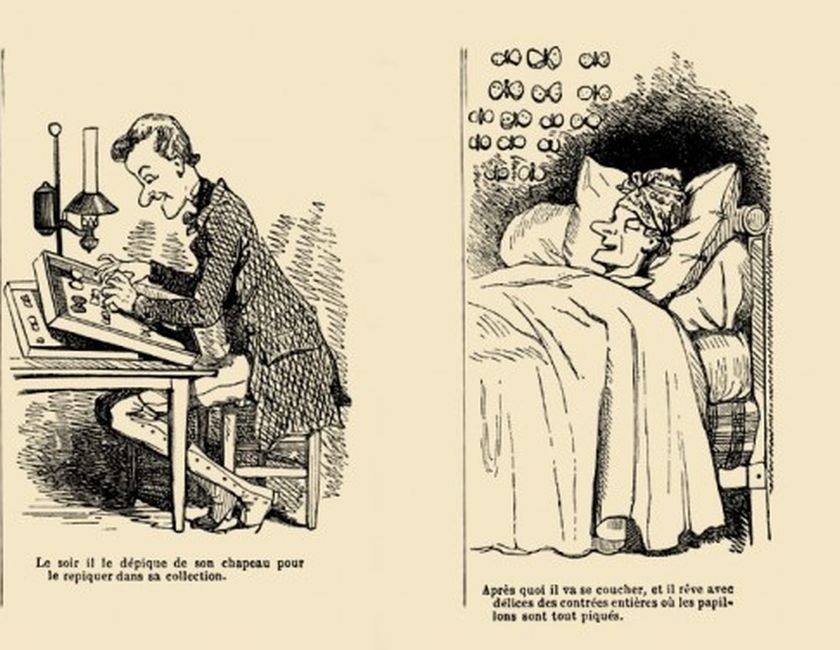 Le soir il le dépique de son chapeau pour
le repiquer dans sa collection.
Après quoi il va se coucher, et il rêve avec
délices des contrées entières où les papil-
lons sont tout piqués.